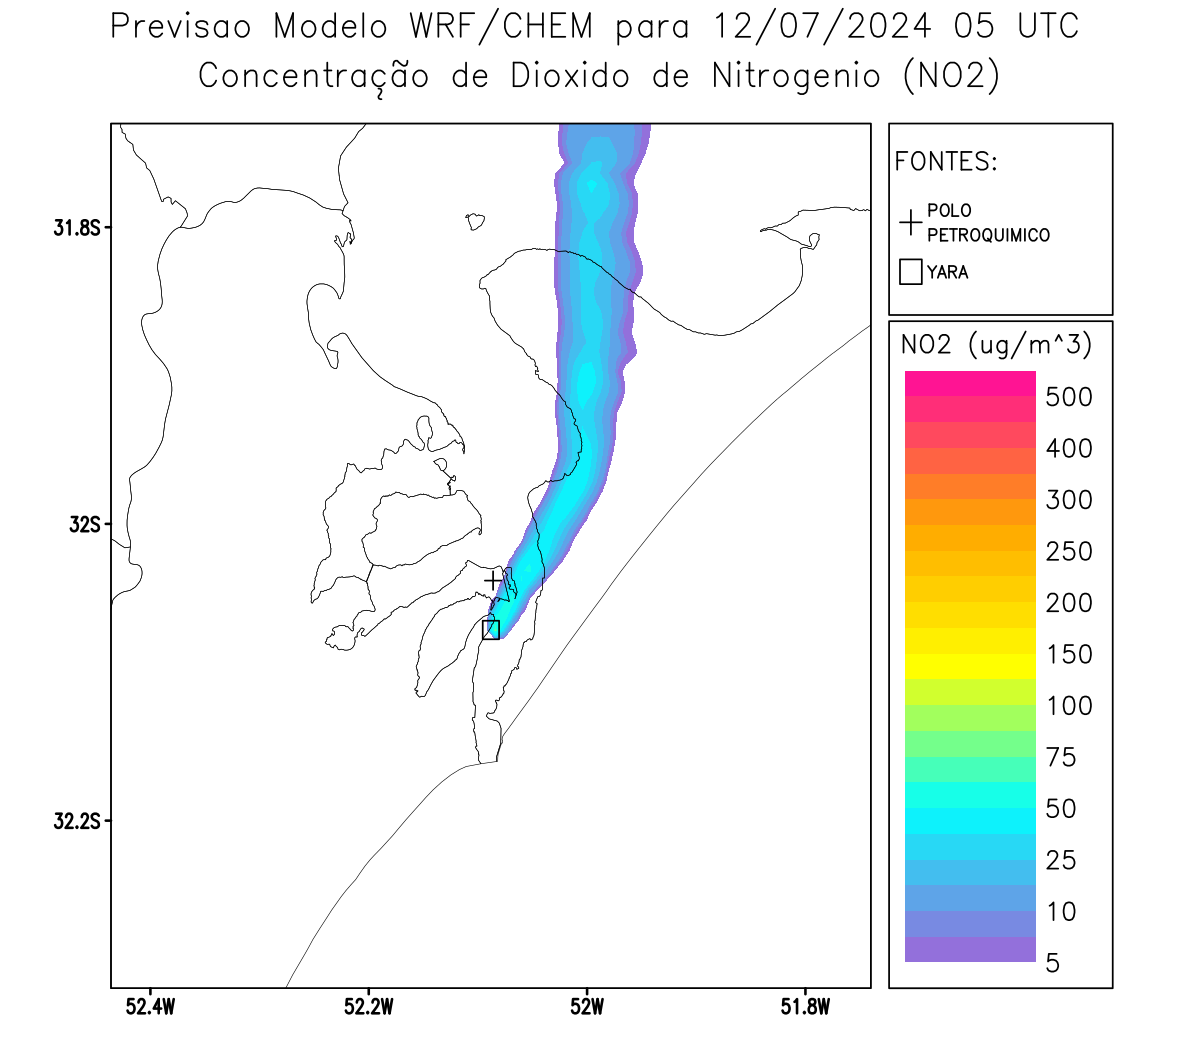 Previsao Modelo WRF/CHEM para 12/07/2024 05 UTC
Concentração de Dioxido de Nitrogenio (NO2)
FONTES:
POLO
PETROQUIMICO
YARA
31.8S
32S
32.2S
52.4W
52.2W
52W
51.8W
NO2 (ug/m^3)
500
400
300
250
200
150
100
75
50
25
10
5